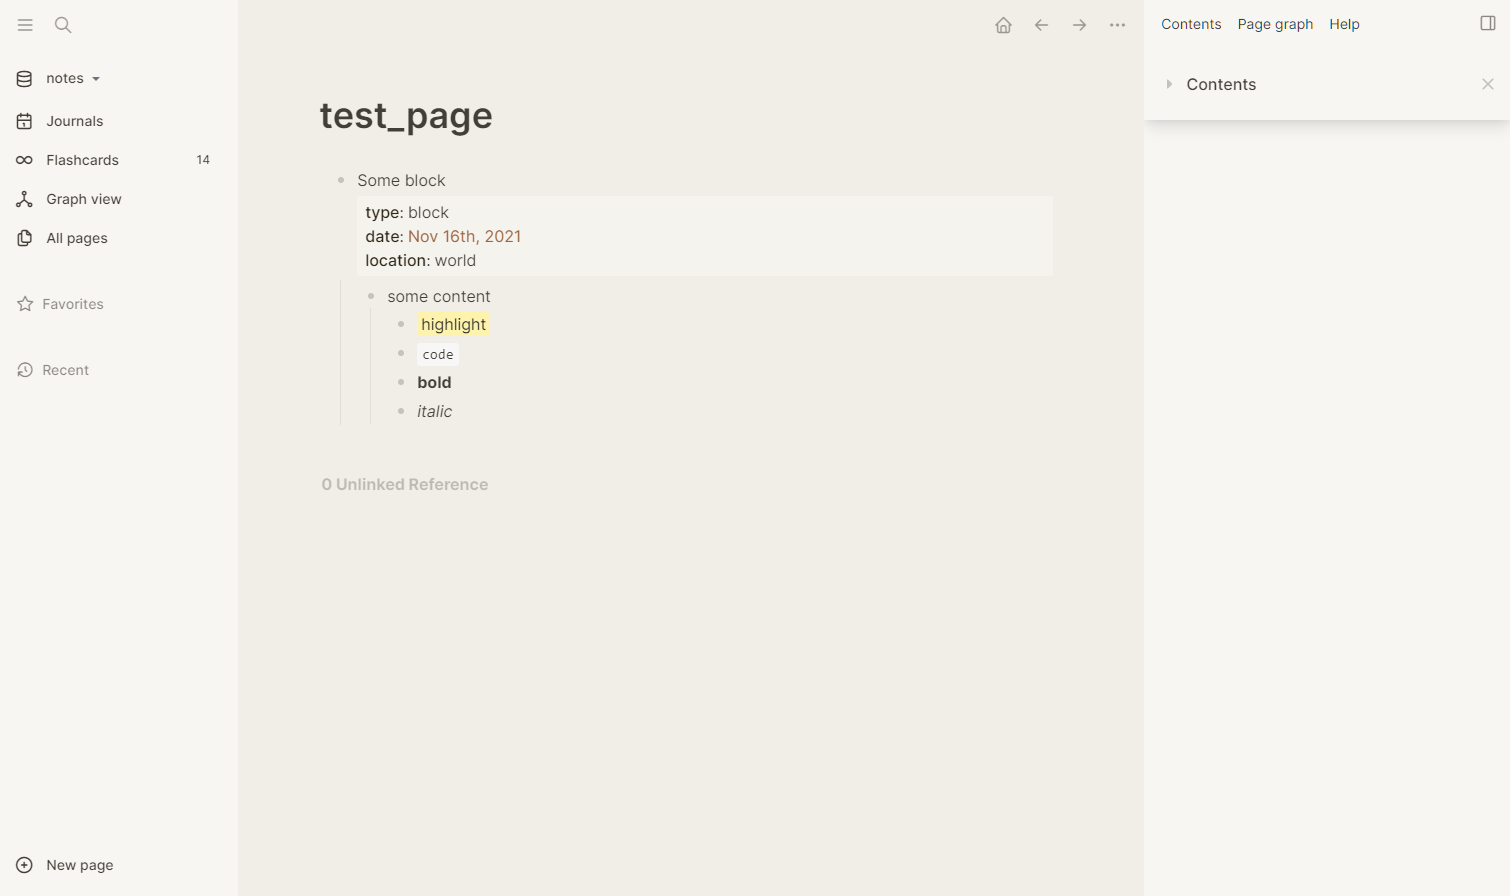 notes
Journals
Flashcards 14
Graph view
All pages
Favorites
Recent
New page
test_page
Some block
type: block
date: Nov 16th, 2021
location: world
some content
highlight
code
bold
italic
0 Unlinked Reference
Contents Page graph Help
Contents